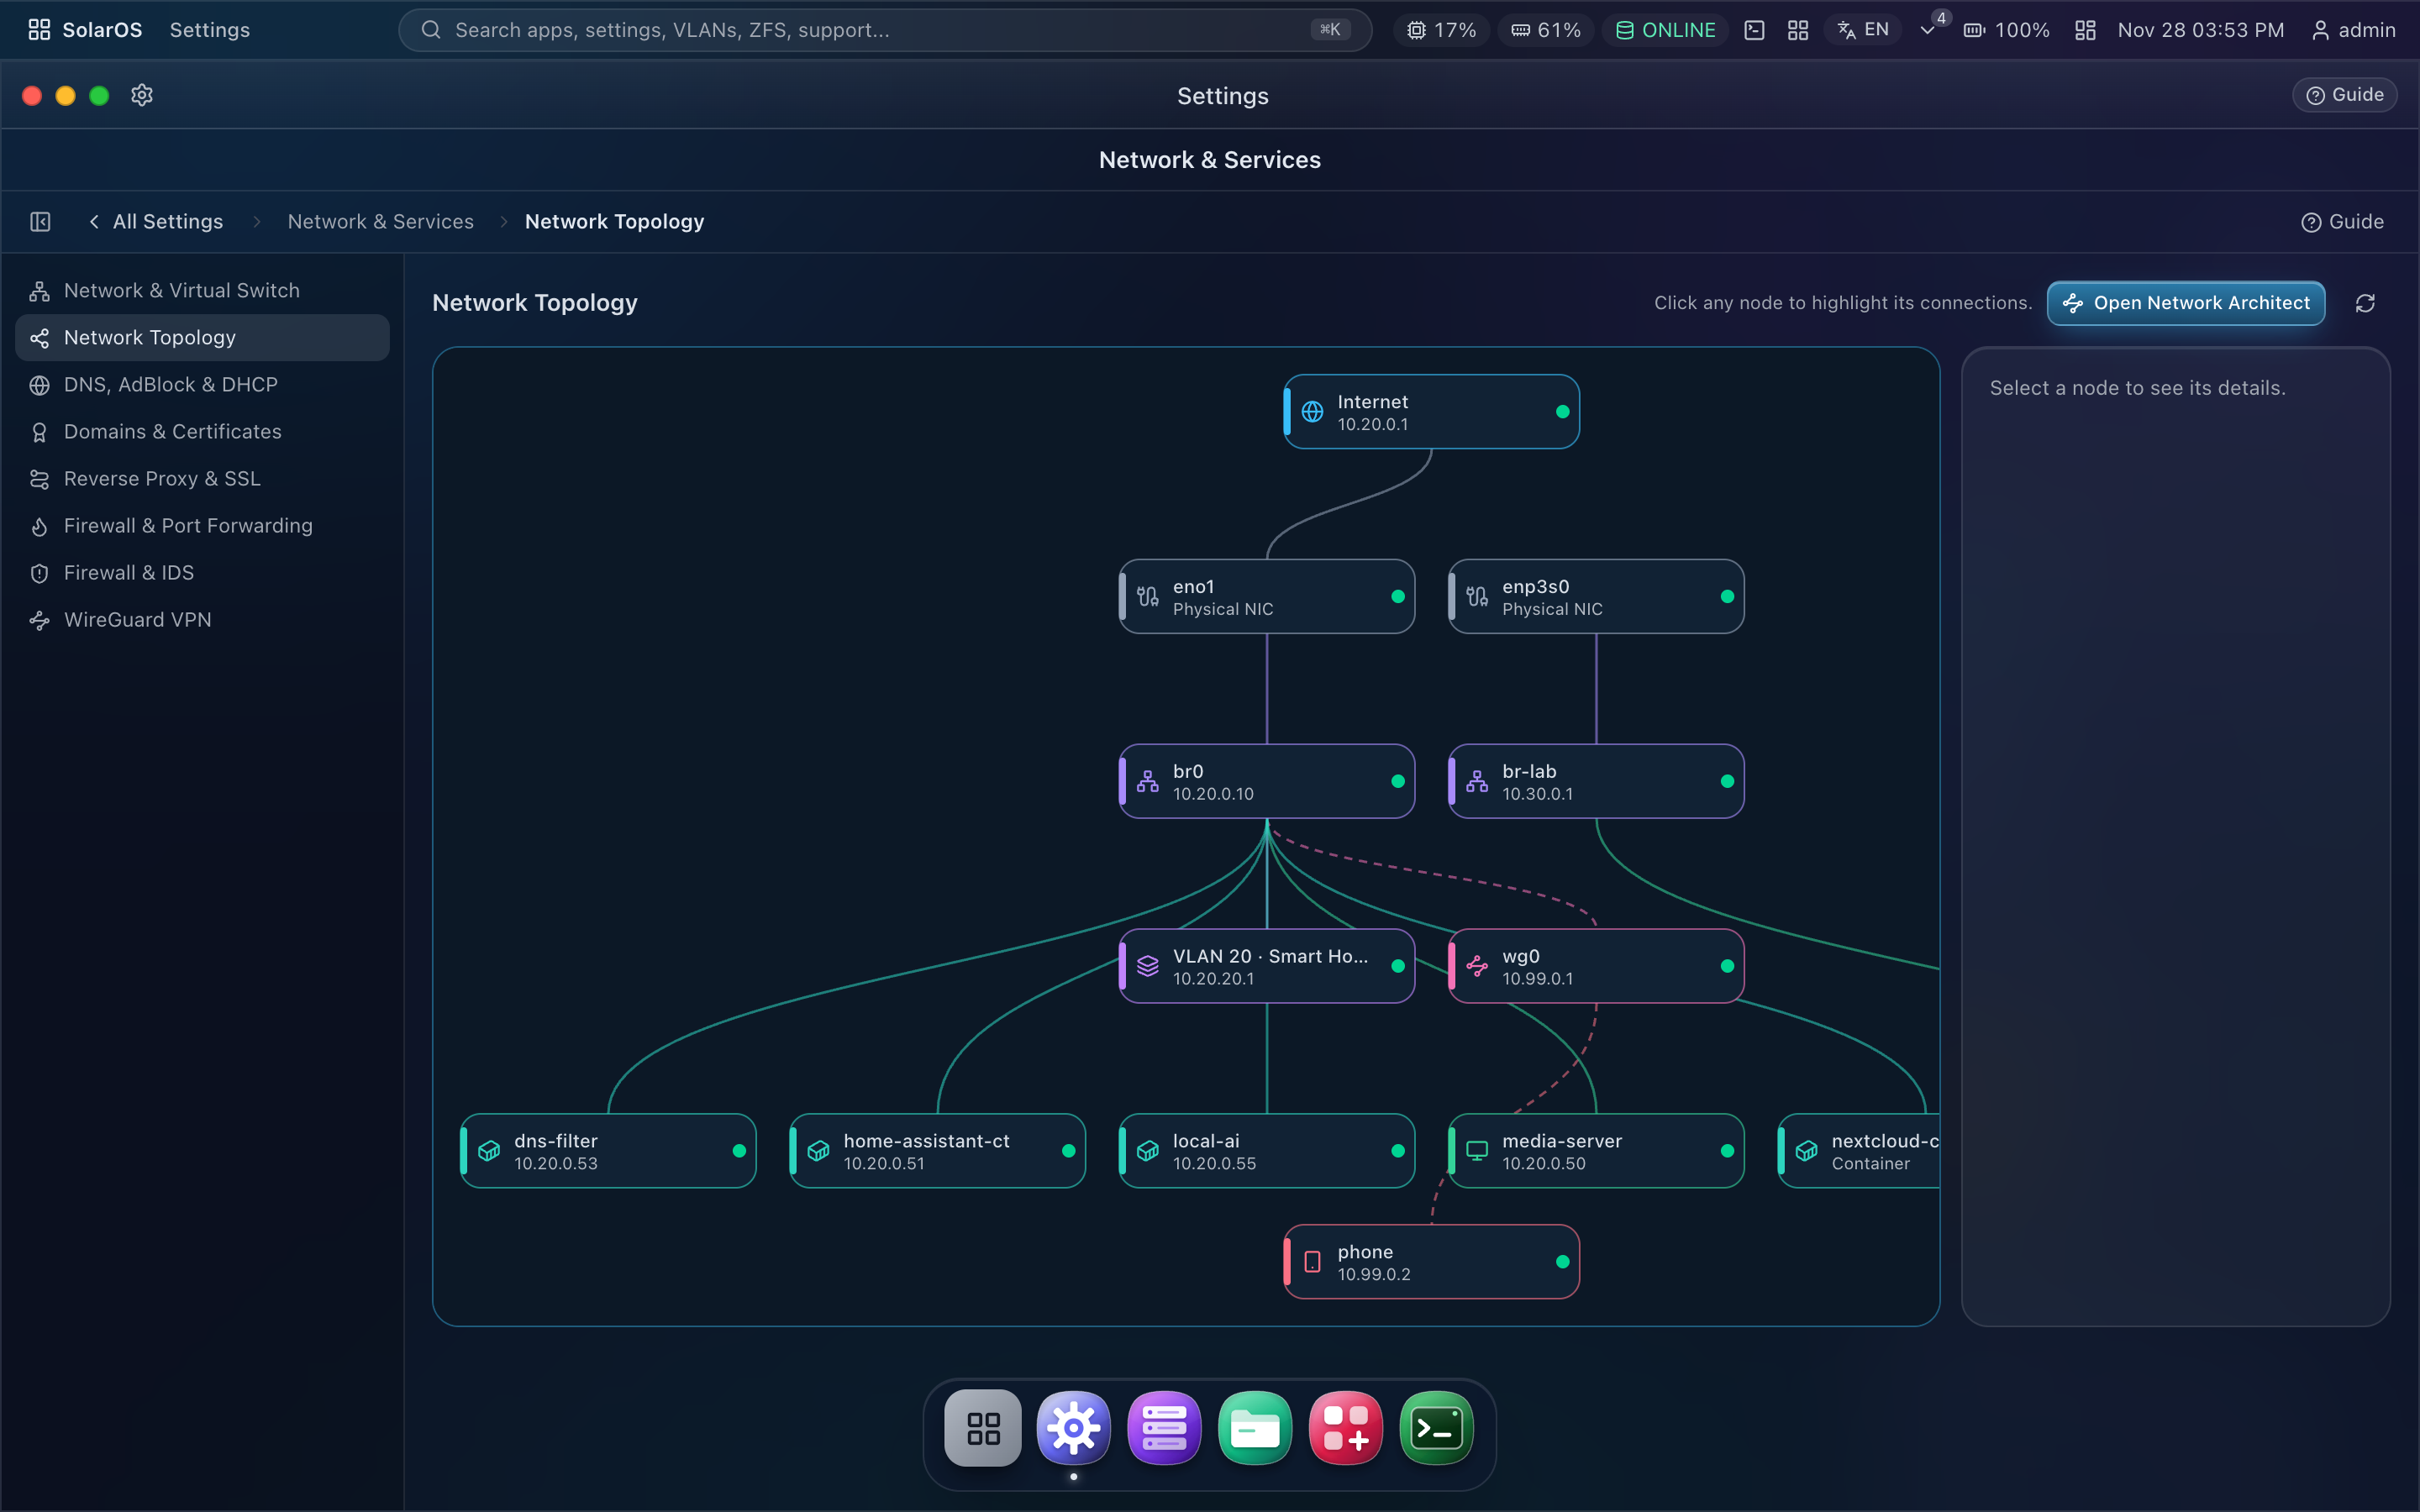 SolarOS Settings Search apps, settings, VLANs, ZFS, support... ⌘K 17% 61% ONLINE EN 4 100% Nov 28 03:53 PM admin
Settings Guide
Network & Services
All Settings Network & Services Network Topology Guide
Network & Virtual Switch
Network Topology
DNS, AdBlock & DHCP
Domains & Certificates
Reverse Proxy & SSL
Firewall & Port Forwarding
Firewall & IDS
WireGuard VPN
Network Topology Click any node to highlight its connections. Open Network Architect
Select a node to see its details.
Internet
10.20.0.1
eno1
Physical NIC
enp3s0
Physical NIC
br0
10.20.0.10
br-lab
10.30.0.1
VLAN 20 · Smart Ho...
10.20.20.1
wg0
10.99.0.1
dns-filter
10.20.0.53
home-assistant-ct
10.20.0.51
local-ai
10.20.0.55
media-server
10.20.0.50
nextcloud-c
Container
phone
10.99.0.2